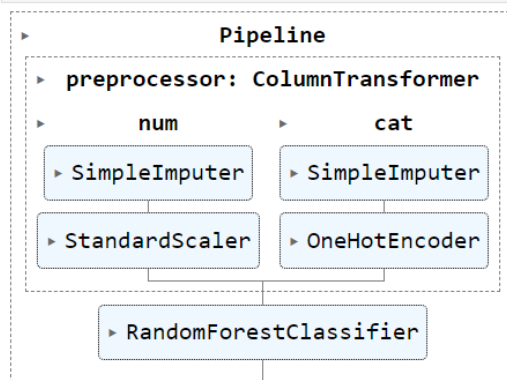 Pipeline
preprocessor: ColumnTransformer
num cat
SimpleImputer SimpleImputer
StandardScaler OneHotEncoder
RandomForestClassifier